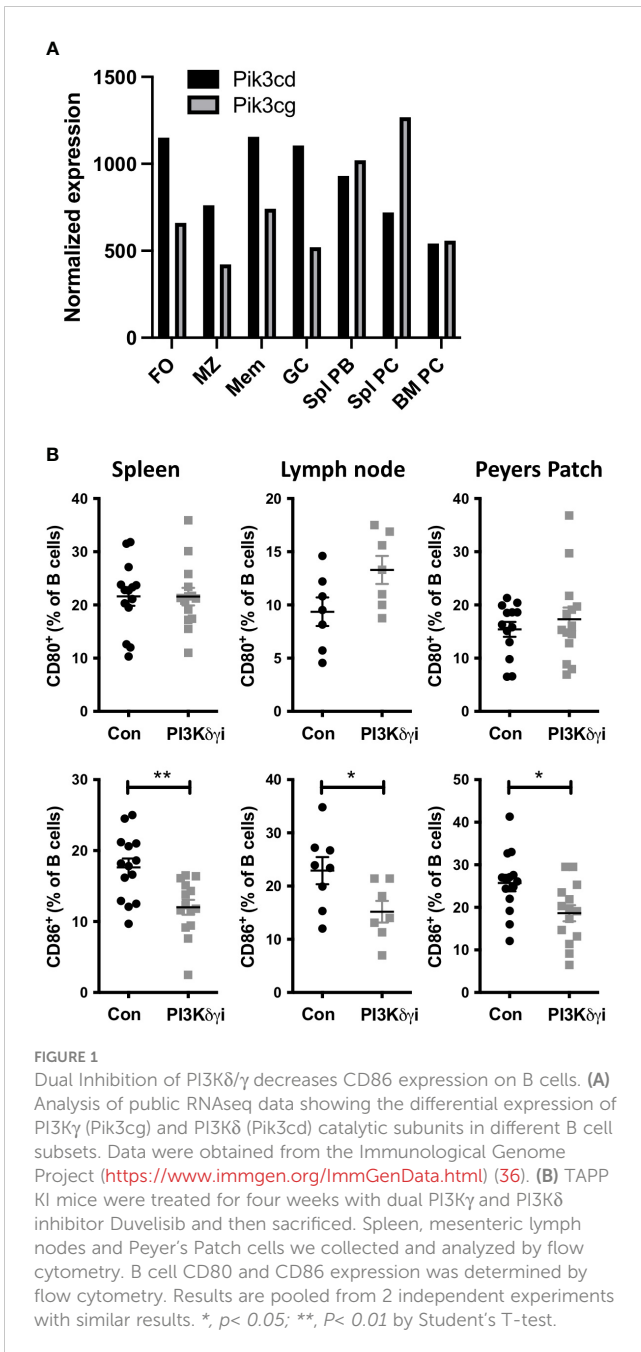 A
Pik3cd
Pik3cg
Normalized expression
1500
1000
500
0
FO
MZ
Mem
GC
Spl PB
Spl PC
BM PC
B
Spleen
Lymph node
Peyers Patch
CD80⁺ (% of B cells)
40
30
20
10
0
Con
PI3Kδγi
CD80⁺ (% of B cells)
20
15
10
5
0
Con
PI3Kδγi
CD80⁺ (% of B cells)
40
30
20
10
0
Con
PI3Kδγi
CD86⁺ (% of B cells)
30
20
10
0
**
Con
PI3Kδγi
CD86⁺ (% of B cells)
40
30
20
10
0
*
Con
PI3Kδγi
CD86⁺ (% of B cells)
50
40
30
20
10
0
*
Con
PI3Kδγi
FIGURE 1
Dual Inhibition of PI3Kδ/γ decreases CD86 expression on B cells. (A)
Analysis of public RNAseq data showing the differential expression of
PI3Kγ (Pik3cg) and PI3Kδ (Pik3cd) catalytic subunits in different B cell
subsets. Data were obtained from the Immunological Genome
Project (https://www.immgen.org/ImmGenData.html) (36). (B) TAPP
KI mice were treated for four weeks with dual PI3Kγ and PI3Kδ
inhibitor Duvelisib and then sacrificed. Spleen, mesenteric lymph
nodes and Peyer's Patch cells we collected and analyzed by flow
cytometry. B cell CD80 and CD86 expression was determined by
flow cytometry. Results are pooled from 2 independent experiments
with similar results. *, p< 0.05; **, P< 0.01 by Student's T-test.